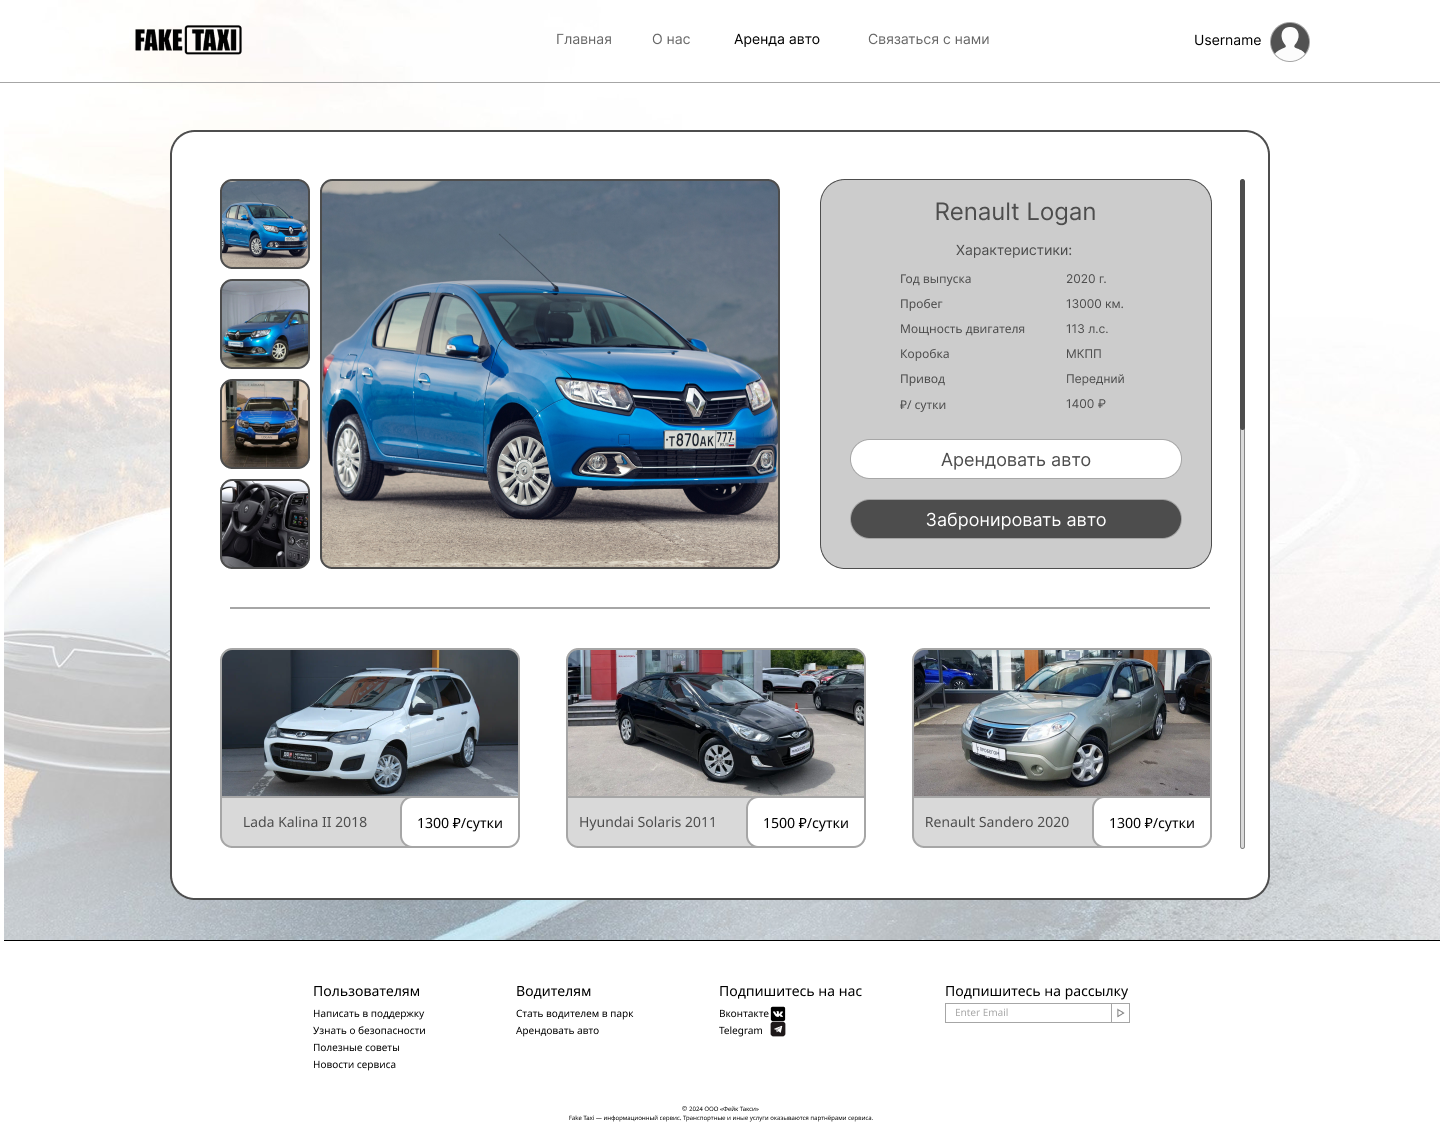 FAKE TAXI
Главная
О нас
Аренда авто
Связаться с нами
Username
Renault Logan
Характеристики:
Год выпуска 2020 г.
Пробег 13000 км.
Мощность двигателя 113 л.с.
Коробка МКПП
Привод Передний
₽/ сутки 1400 ₽
Арендовать авто
Забронировать авто
Т870АК 777
Lada Kalina II 2018
1300 ₽/сутки
Hyundai Solaris 2011
1500 ₽/сутки
Renault Sandero 2020
1300 ₽/сутки
Пользователям
Написать в поддержку
Узнать о безопасности
Полезные советы
Новости сервиса
Водителям
Стать водителем в парк
Арендовать авто
Подпишитесь на нас
Вконтакте
Telegram
Подпишитесь на рассылку
Enter Email
© 2024 ООО «Фейк Такси»
Fake Taxi — информационный сервис. Транспортные и иные услуги оказываются партнёрами сервиса.